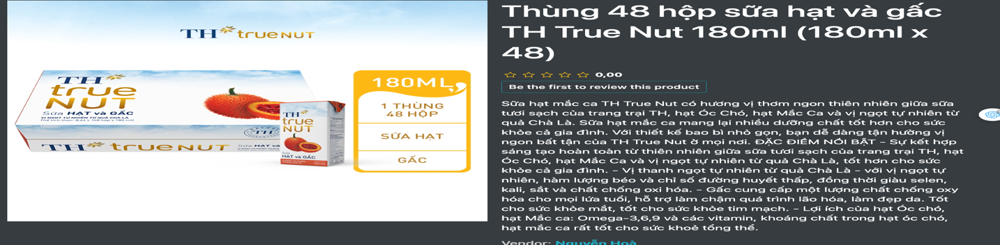 TH true NUT
TH
true
NUT
Sữa HẠT và GẤC
VỊ NGỌT TỰ NHIÊN TỪ QUẢ CHÀ LÀ
Thể tích thực: 8,64 L (48 hộp x 180 ml)
TH true NUT
TH
true
NUT
HẠT và GẤC
180ML
1 THÙNG
48 HỘP
SỮA HẠT
GẤC
Thùng 48 hộp sữa hạt và gấc
TH True Nut 180ml (180ml x
48)
0,00
Be the first to review this product
Sữa hạt mắc ca TH True Nut có hương vị thơm ngon thiên nhiên giữa sữa
tươi sạch của trang trại TH, hạt Óc Chó, hạt Mắc Ca và vị ngọt tự nhiên từ
quả Chà Là. Sữa hạt mắc ca mang lại nhiều dưỡng chất tốt hơn cho sức
khỏe cả gia đình. Với thiết kế bao bì nhỏ gọn, bạn dễ dàng tận hưởng vị
ngon bất tận của TH True Nut ở mọi nơi. ĐẶC ĐIỂM NỔI BẬT - Sự kết hợp
sáng tạo hoàn toàn từ thiên nhiên giữa sữa tươi sạch của trang trại TH, hạt
Óc Chó, hạt Mắc Ca và vị ngọt tự nhiên từ quả Chà Là, tốt hơn cho sức
khỏe cả gia đình. - Vị thanh ngọt tự nhiên từ quả Chà Là - với vị ngọt tự
nhiên, hàm lượng béo và chỉ số đường huyết thấp, đồng thời giàu selen,
kali, sắt và chất chống oxi hóa. - Gấc cung cấp một lượng chất chống oxy
hóa cho mọi lứa tuổi, hỗ trợ làm chậm quá trình lão hóa, làm đẹp da. Tốt
cho sức khỏe mắt, tốt cho sức khỏe tim mạch. - Lợi ích của hạt Óc chó,
hạt Mắc ca: Omega-3,6,9 và các vitamin, khoáng chất trong hạt óc chó,
hạt mắc ca rất tốt cho sức khoẻ tổng thể.
Vendor: Nguyễn Hoà